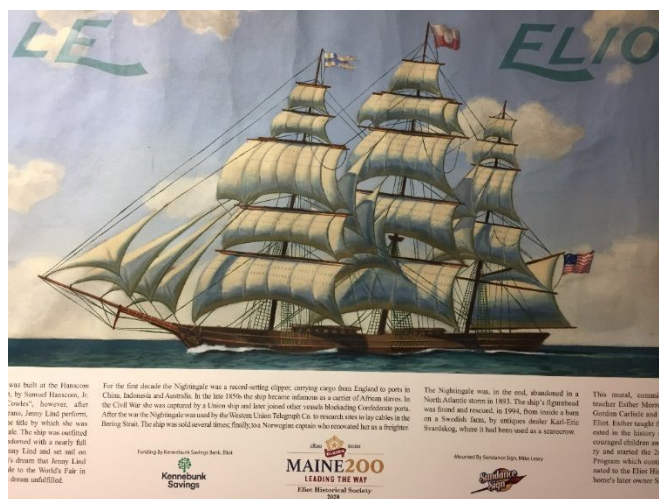 LE
ELIO
was built at the Hanscom
t, by Samuel Hanscom, Jr.
Cowles", however, after
rano, Jenny Lind perform,
e title by which she was
ale. The ship was outfitted
adorned with a nearly full
nny Lind and set sail on
's dream that Jenny Lind
le to the World's Fair in
dream unfulfilled.
For the first decade the Nightingale was a record-setting clipper, carrying cargo from England to ports in
China, Indonesia and Australia. In the late 1850s the ship became infamous as a carrier of African slaves. In
the Civil War she was captured by a Union ship and later joined other vessels blockading Confederate ports.
After the war the Nightingale was used by the Western Union Telegraph Co. to research sites to lay cables in the
Bering Strait. The ship was sold several times; finally, to a Norwegian captain who renovated her as a freighter.
The Nightingale was, in the end, abandoned in a
North Atlantic storm in 1893. The ship's figurehead
was found and rescued, in 1994, from inside a barn
on a Swedish farm, by antiques dealer Karl-Eric
Svardskog, where it had been used as a scarecrow.
This mural, commi
teacher Esther Mors
Gordon Carlisle and
Eliot. Esther taught f
ested in the history
couraged children an
ry and started the 2n
Program which conti
nated to the Eliot Hi
home's later owner S
Funding By Kennebunk Savings Bank, Eliot
Kennebunk
Savings
1820 2020
MAINE200
LEADING THE WAY
Eliot Historical Society
2020
Mounted By Sundance Sign, Mike Leary
Sundance
Sign